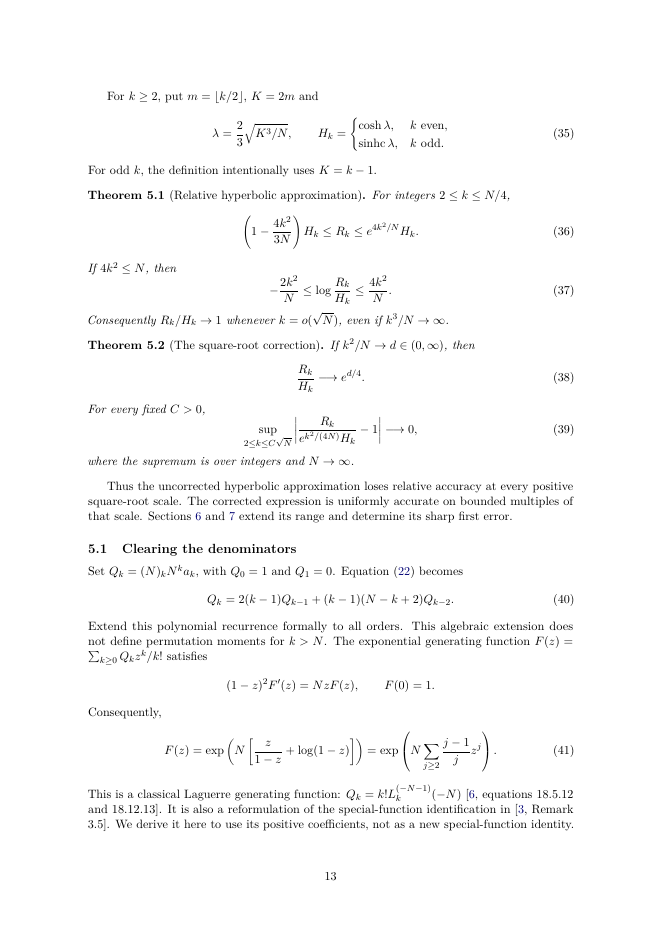 For k ≥ 2, put m = ⌊k/2⌋, K = 2m and
λ = 2/3 √(K³/N), H_k = { cosh λ, k even, sinhc λ, k odd. (35)
For odd k, the definition intentionally uses K = k − 1.
Theorem 5.1 (Relative hyperbolic approximation). For integers 2 ≤ k ≤ N/4,
(1 − 4k²/3N) H_k ≤ R_k ≤ e^{4k²/N} H_k. (36)
If 4k² ≤ N, then
−2k²/N ≤ log R_k/H_k ≤ 4k²/N. (37)
Consequently R_k/H_k → 1 whenever k = o(√N), even if k³/N → ∞.
Theorem 5.2 (The square-root correction). If k²/N → d ∈ (0, ∞), then
R_k/H_k ⟶ e^{d/4}. (38)
For every fixed C > 0,
sup_{2≤k≤C√N} | R_k/(e^{k²/(4N)} H_k) − 1 | ⟶ 0, (39)
where the supremum is over integers and N → ∞.
Thus the uncorrected hyperbolic approximation loses relative accuracy at every positive
square-root scale. The corrected expression is uniformly accurate on bounded multiples of
that scale. Sections 6 and 7 extend its range and determine its sharp first error.
5.1 Clearing the denominators
Set Q_k = (N)_k N^k a_k, with Q_0 = 1 and Q_1 = 0. Equation (22) becomes
Q_k = 2(k − 1)Q_{k−1} + (k − 1)(N − k + 2)Q_{k−2}. (40)
Extend this polynomial recurrence formally to all orders. This algebraic extension does
not define permutation moments for k > N. The exponential generating function F(z) =
∑_{k≥0} Q_k z^k/k! satisfies
(1 − z)² F′(z) = NzF(z), F(0) = 1.
Consequently,
F(z) = exp (N [z/(1 − z) + log(1 − z)]) = exp (N ∑_{j≥2} (j − 1)/j z^j). (41)
This is a classical Laguerre generating function: Q_k = k!L_k^{(−N−1)}(−N) [6, equations 18.5.12
and 18.12.13]. It is also a reformulation of the special-function identification in [3, Remark
3.5]. We derive it here to use its positive coefficients, not as a new special-function identity.
13